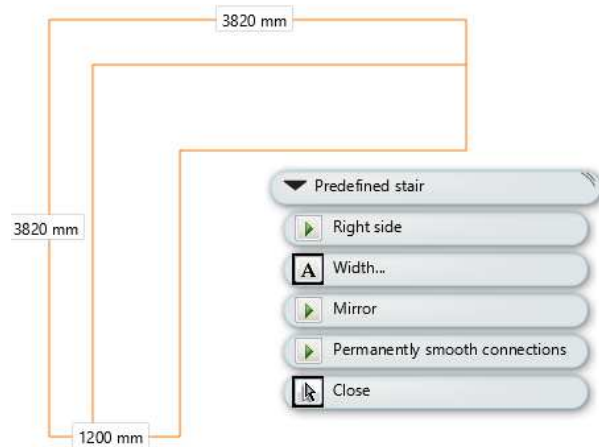 3820 mm
3820 mm
1200 mm
Predefined stair
Right side
A Width...
Mirror
Permanently smooth connections
Close